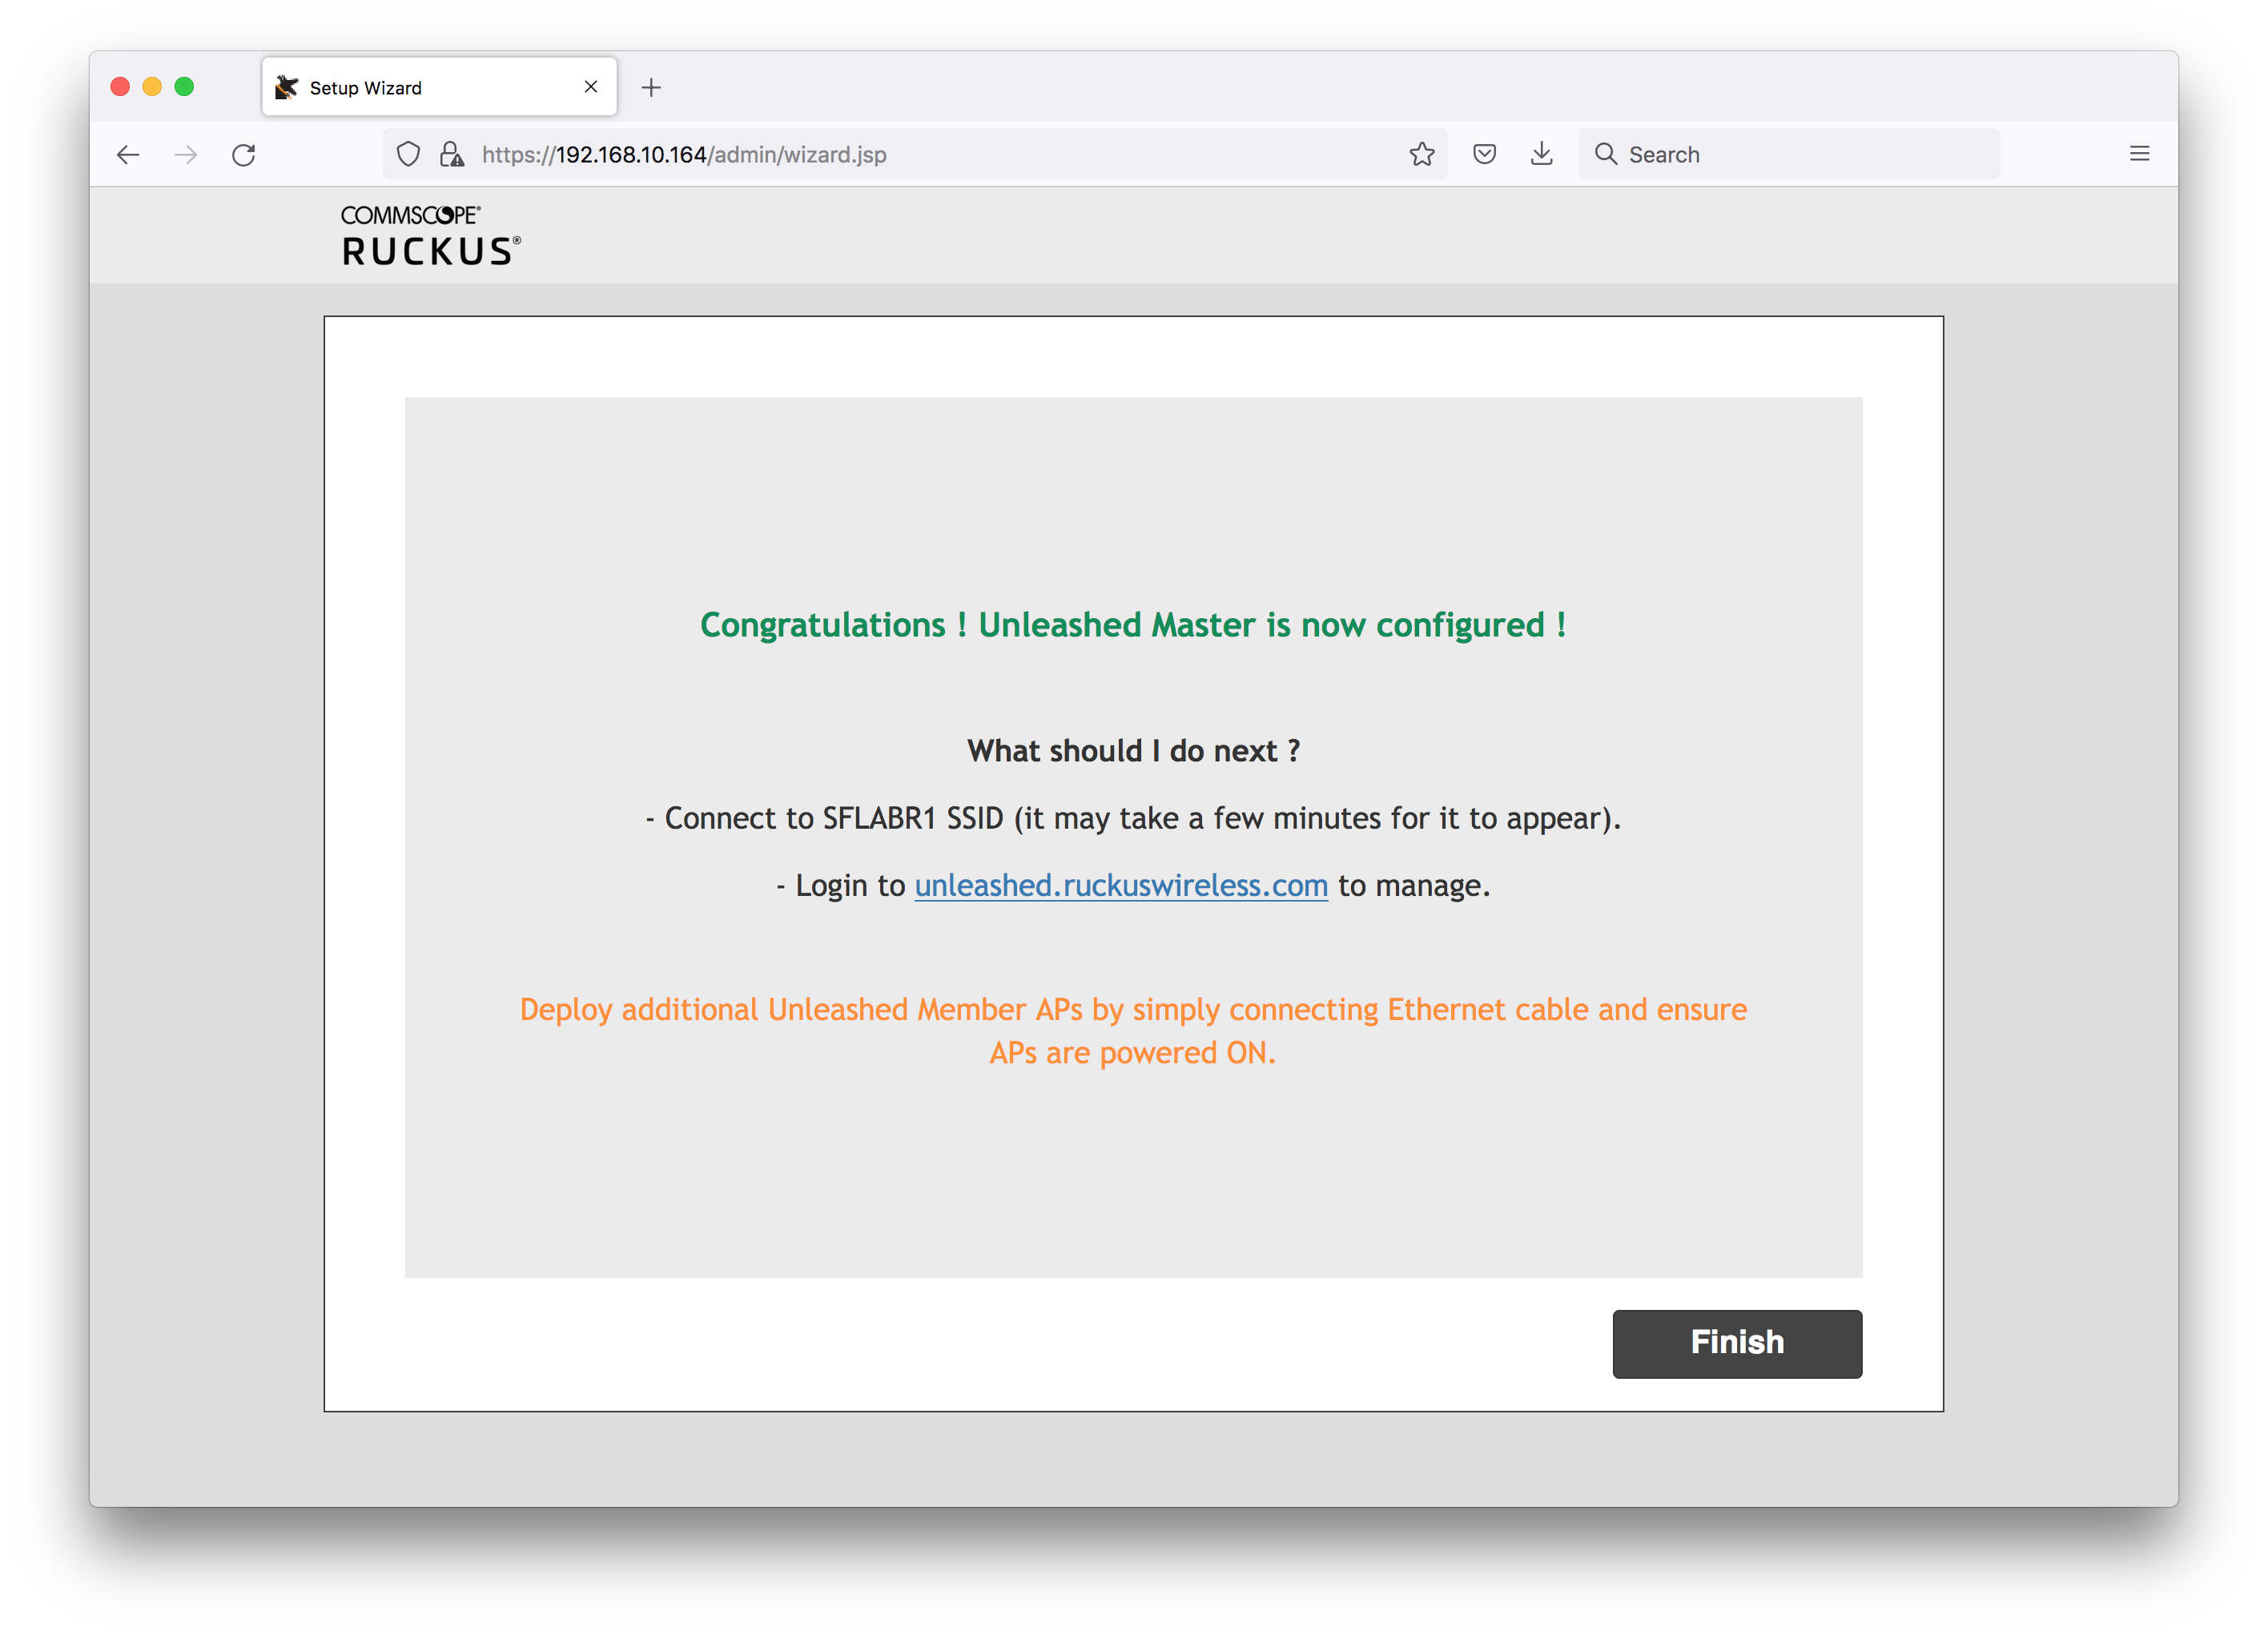 Setup Wizard
https://192.168.10.164/admin/wizard.jsp
Search
COMMSCOPE®
RUCKUS®
Congratulations ! Unleashed Master is now configured !
What should I do next ?
- Connect to SFLABR1 SSID (it may take a few minutes for it to appear).
- Login to unleashed.ruckuswireless.com to manage.
Deploy additional Unleashed Member APs by simply connecting Ethernet cable and ensure
APs are powered ON.
Finish